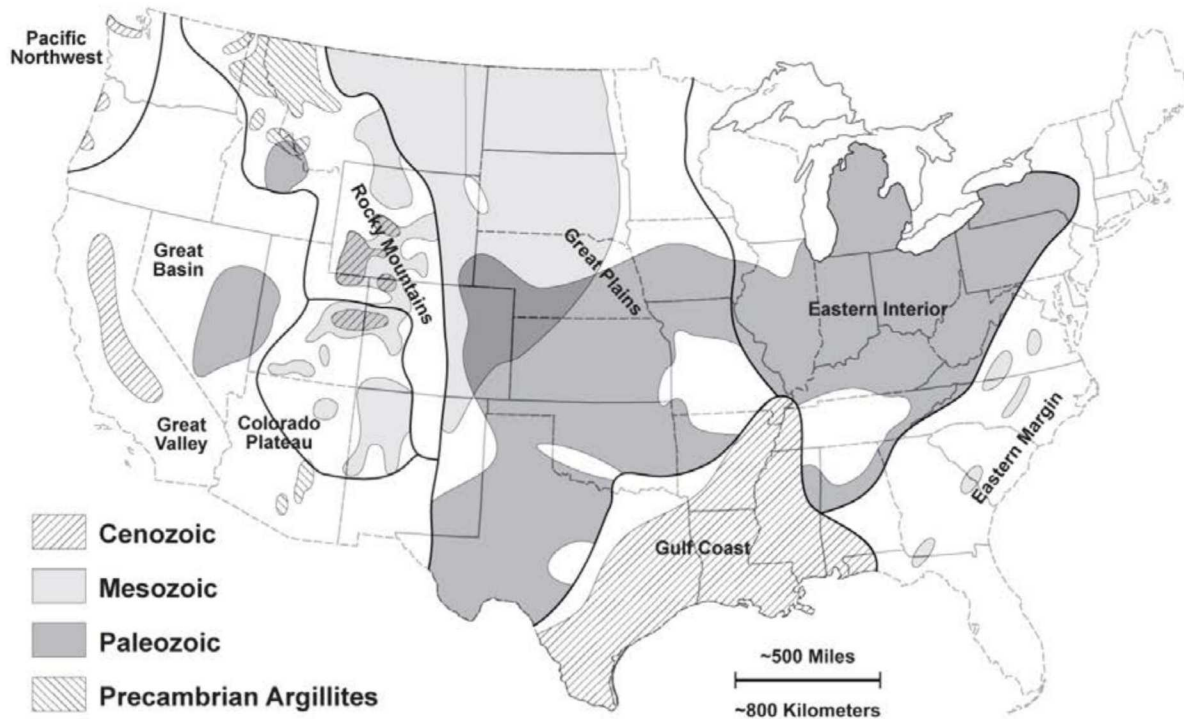 Pacific
Northwest
Rocky Mountains
Great Plains
Great
Basin
Eastern Interior
Great
Valley
Colorado
Plateau
Eastern Margin
Gulf Coast
Cenozoic
Mesozoic
Paleozoic
Precambrian Argillites
~500 Miles
~800 Kilometers